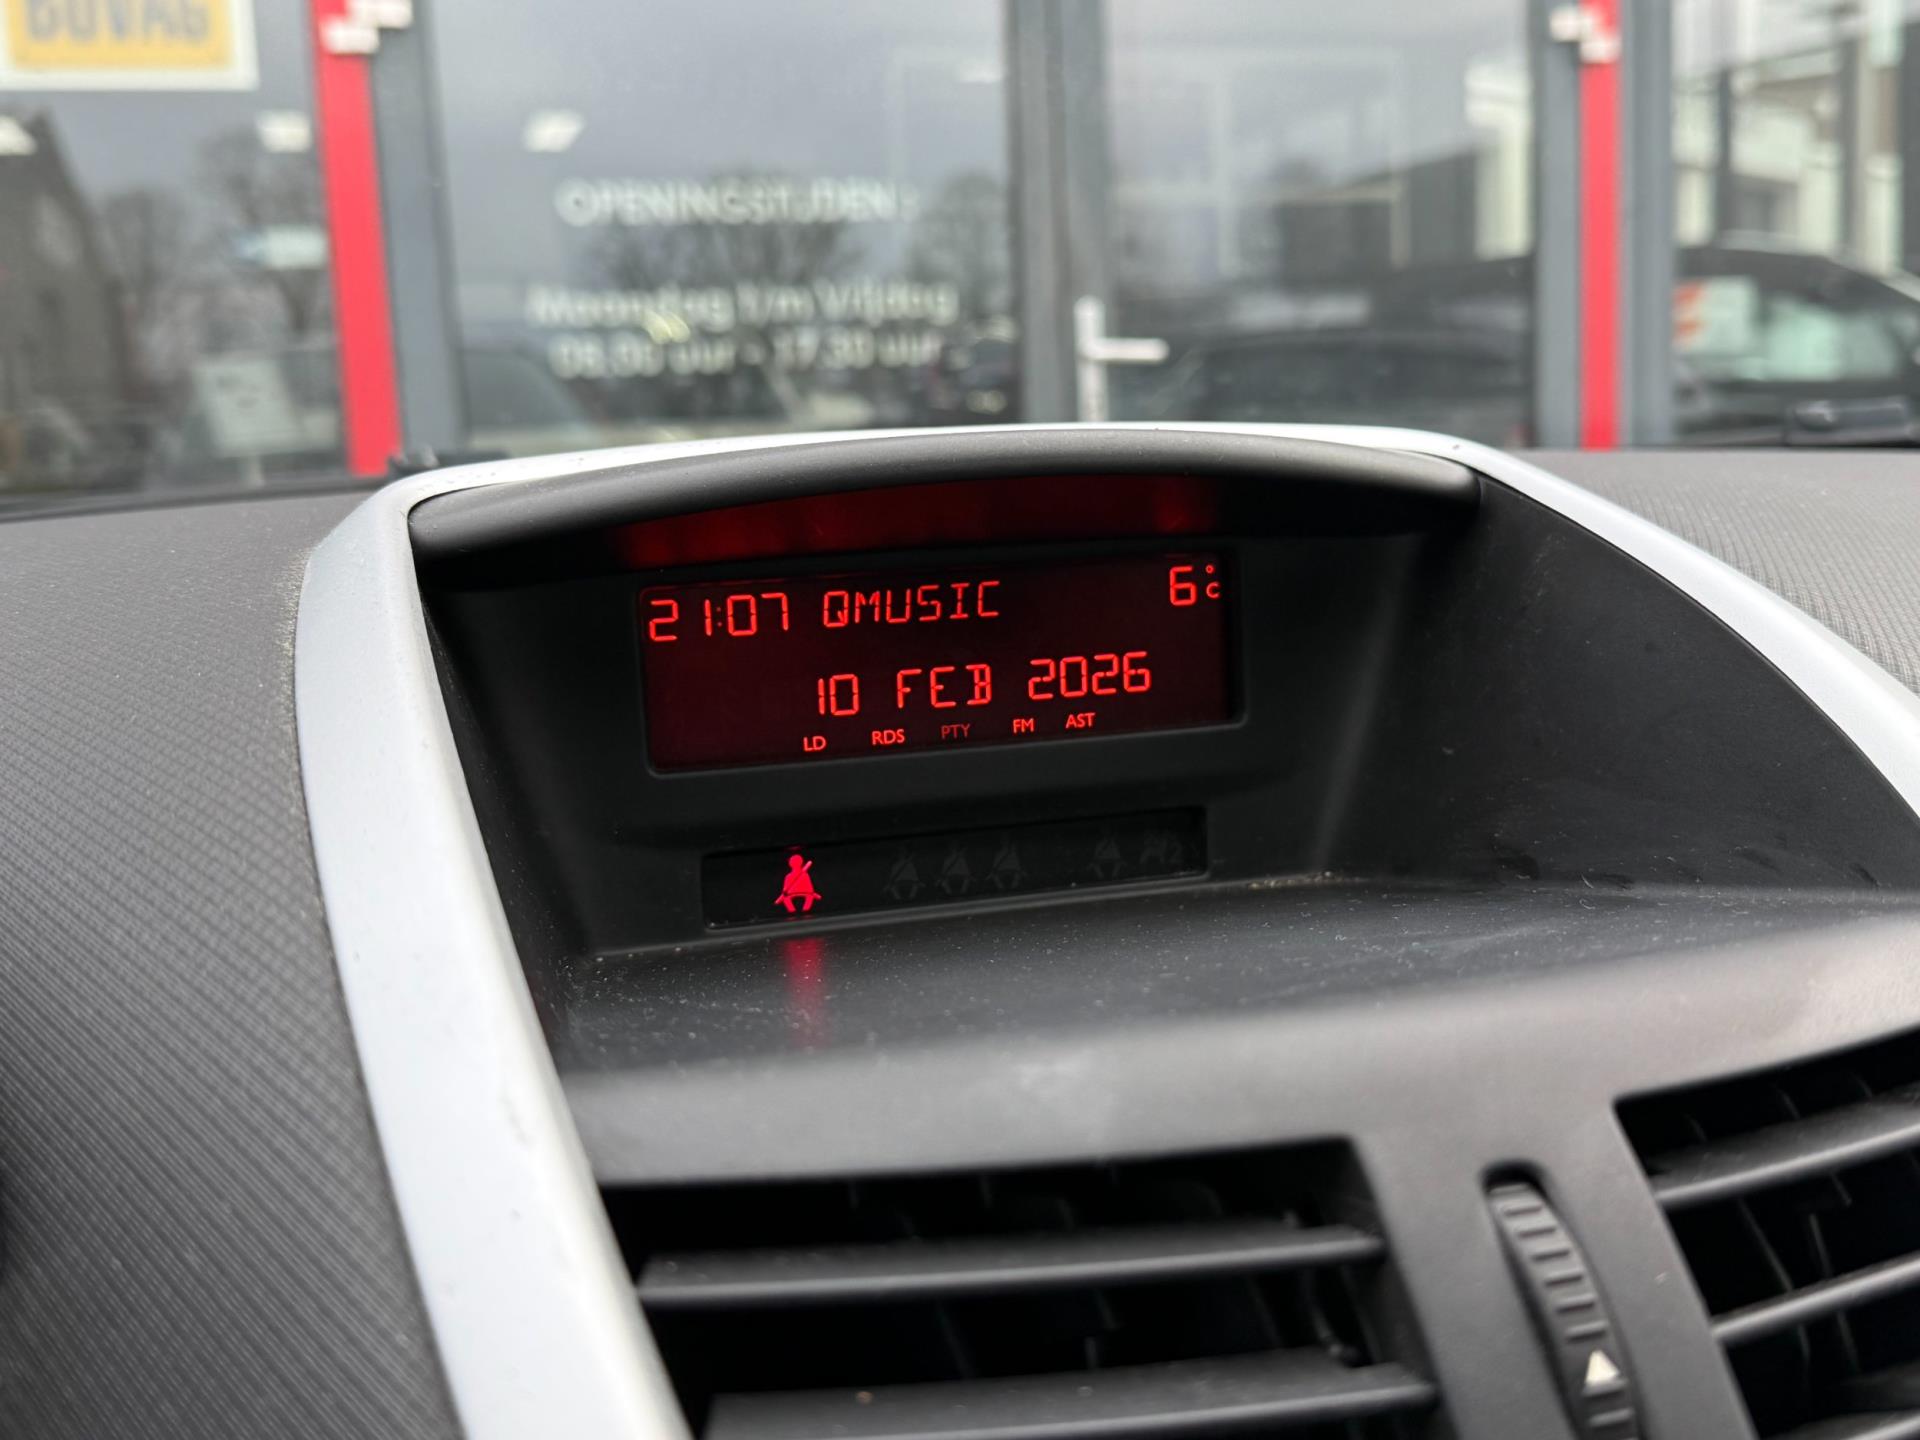 BOVAG
OPENINGSTIJDEN:
Maandag t/m Vrijdag
08.00 uur - 17.30 uur
21:07 QMUSIC 6°C
10 FEB 2026
LD RDS PTY FM AST